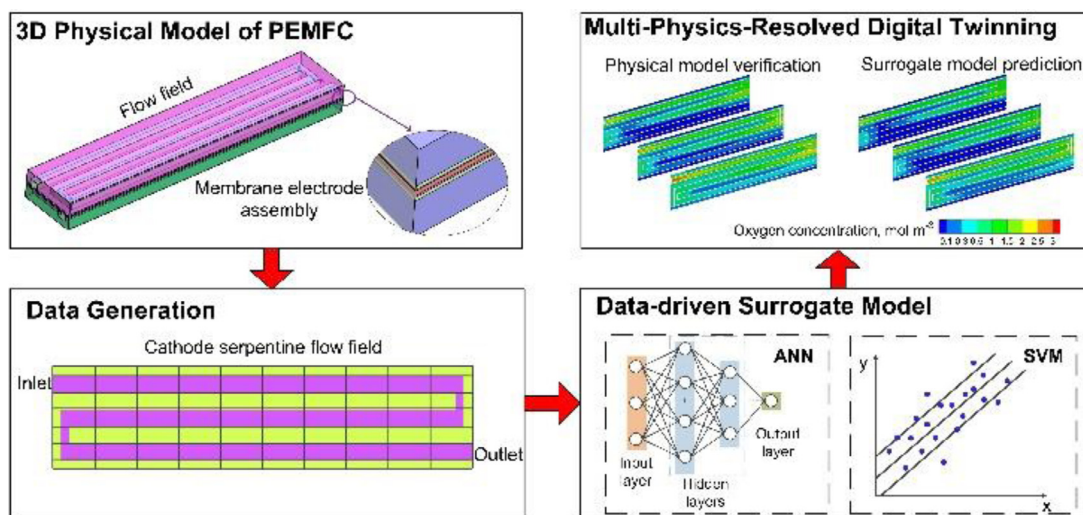 3D Physical Model of PEMFC
Flow field
Membrane electrode
assembly
Data Generation
Cathode serpentine flow field
Inlet
Outlet
Data-driven Surrogate Model
ANN
Input
layer
Hidden
layers
Output
layer
SVM
y
x
Multi-Physics-Resolved Digital Twinning
Physical model verification
Surrogate model prediction
Oxygen concentration, mol m⁻³